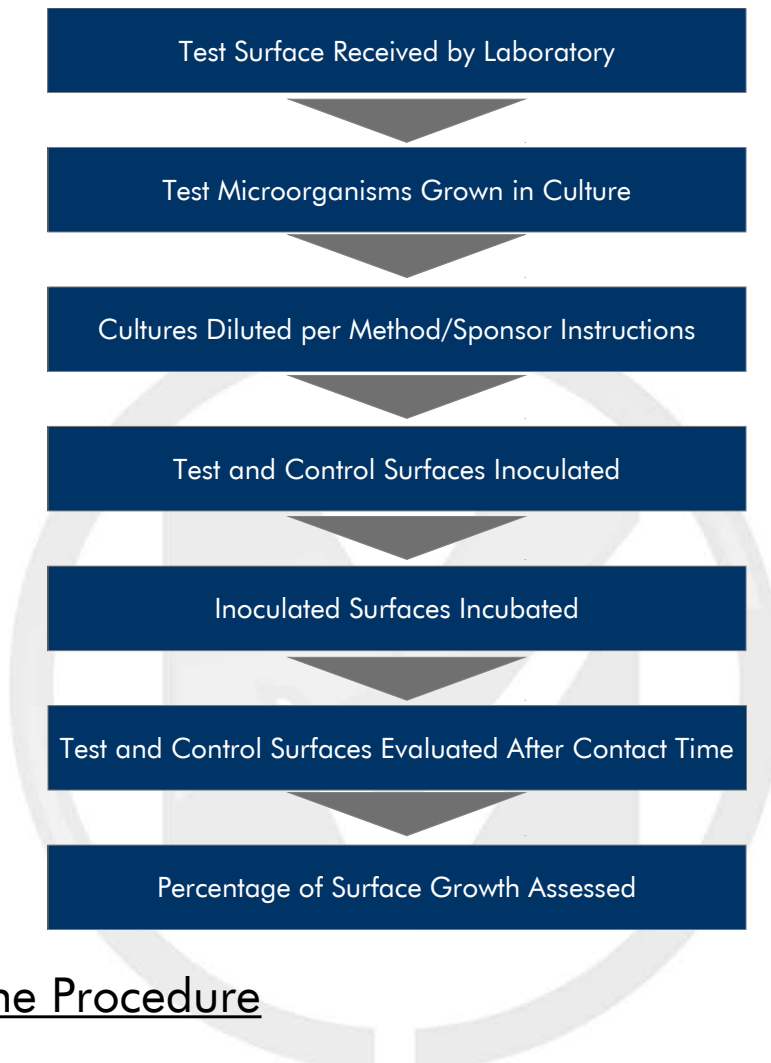 Test Surface Received by Laboratory
Test Microorganisms Grown in Culture
Cultures Diluted per Method/Sponsor Instructions
Test and Control Surfaces Inoculated
Inoculated Surfaces Incubated
Test and Control Surfaces Evaluated After Contact Time
Percentage of Surface Growth Assessed
Procedure